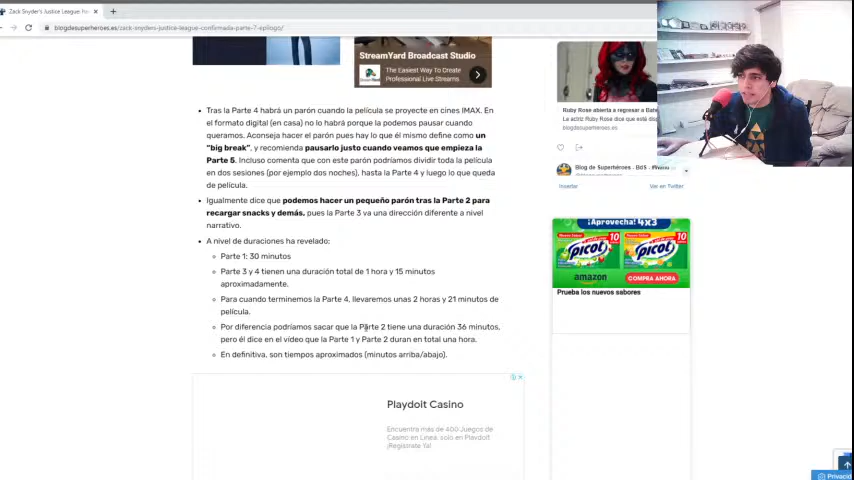 Zack Snyder's Justice League: Par
blogdesuperheroes.es/zack-snyders-justice-league-confirmada-parte-7-epilogo/
StreamYard Broadcast Studio
The Easiest Way To Create
Professional Live Streams
Tras la Parte 4 habrá un parón cuando la película se proyecte en cines IMAX. En
el formato digital (en casa) no lo habrá porque la podemos pausar cuando
queramos. Aconseja hacer el parón pues hay lo que él mismo define como un
"big break", y recomienda pausarlo justo cuando veamos que empieza la
Parte 5. Incluso comenta que con este parón podríamos dividir toda la película
en dos sesiones (por ejemplo dos noches), hasta la Parte 4 y luego lo que queda
de película.
Igualmente dice que podemos hacer un pequeño parón tras la Parte 2 para
recargar snacks y demás, pues la Parte 3 va una dirección diferente a nivel
narrativo.
A nivel de duraciones ha revelado:
Parte 1: 30 minutos
Parte 3 y 4 tienen una duración total de 1 hora y 15 minutos
aproximadamente.
Para cuando terminemos la Parte 4, llevaremos unas 2 horas y 21 minutos de
película.
Por diferencia podríamos sacar que la Parte 2 tiene una duración 36 minutos,
pero él dice en el vídeo que la Parte 1 y Parte 2 duran en total una hora.
En definitiva, son tiempos aproximados (minutos arriba/abajo).
Playdoit Casino
Encuentra más de 400 Juegos de
Casino en Línea, solo en Playdoit
¡Regístrate Ya!
Ruby Rose abierta a regresar a Ba
La actriz Ruby Rose dice que está disp
blogdesuperheroes.es
Blog de Superhéroes - BdS
Insertar
Ver en Twitter
¡Aprovecha! 4X3
picot
10
picot
10
amazon
COMPRA AHORA
Prueba los nuevos sabores
Privacid